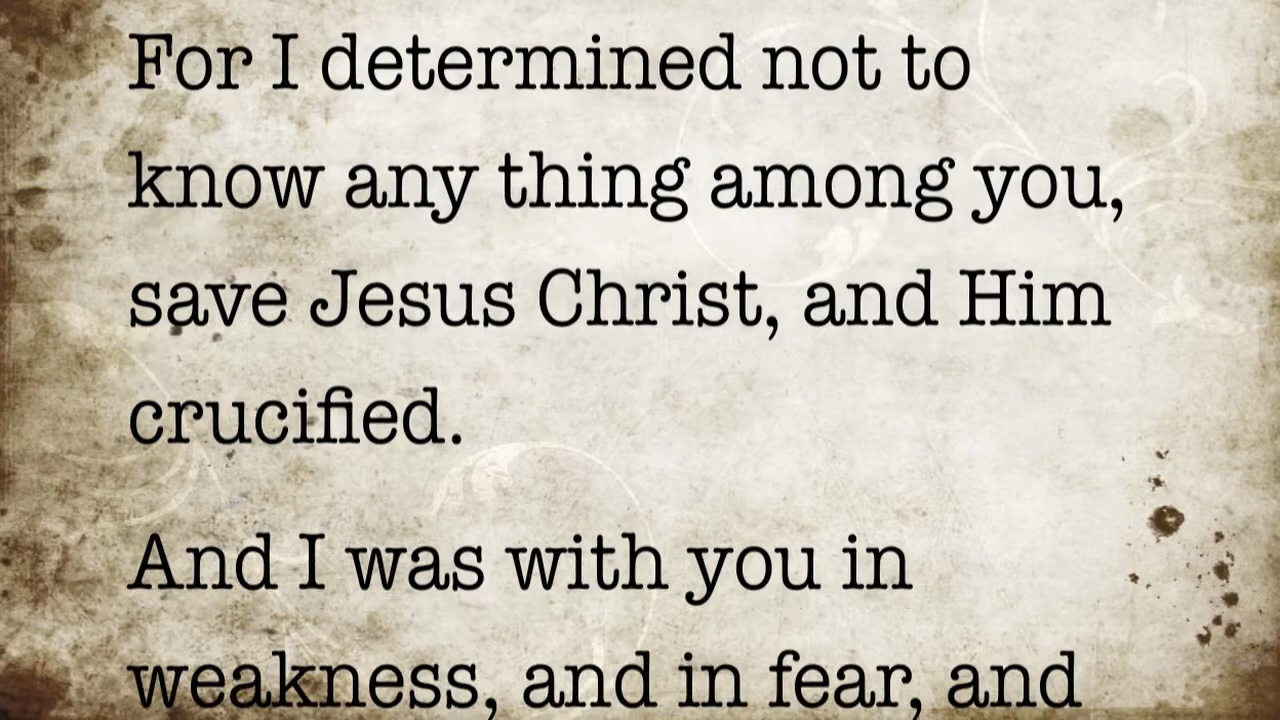 For I determined not to
know any thing among you,
save Jesus Christ, and Him
crucified.
And I was with you in
weakness, and in fear, and